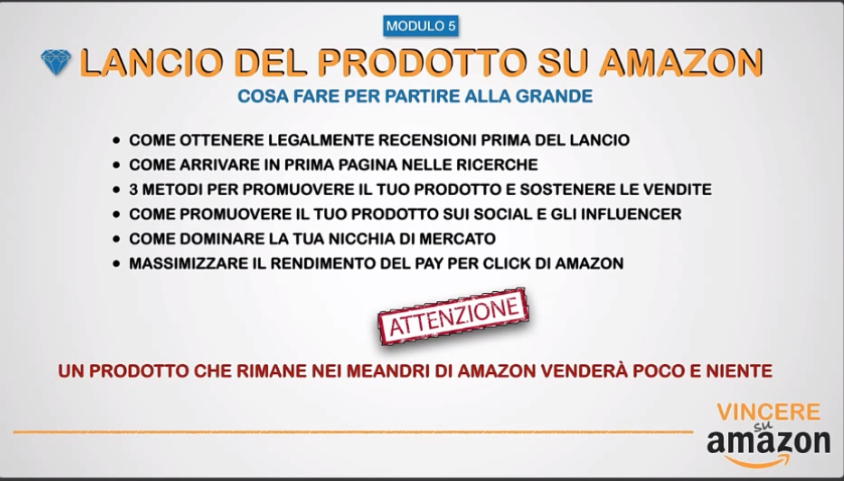 MODULO 5
LANCIO DEL PRODOTTO SU AMAZON
COSA FARE PER PARTIRE ALLA GRANDE
• COME OTTENERE LEGALMENTE RECENSIONI PRIMA DEL LANCIO
• COME ARRIVARE IN PRIMA PAGINA NELLE RICERCHE
• 3 METODI PER PROMUOVERE IL TUO PRODOTTO E SOSTENERE LE VENDITE
• COME PROMUOVERE IL TUO PRODOTTO SUI SOCIAL E GLI INFLUENCER
• COME DOMINARE LA TUA NICCHIA DI MERCATO
• MASSIMIZZARE IL RENDIMENTO DEL PAY PER CLICK DI AMAZON
ATTENZIONE
UN PRODOTTO CHE RIMANE NEI MEANDRI DI AMAZON VENDERÀ POCO E NIENTE
VINCERE
su
amazon